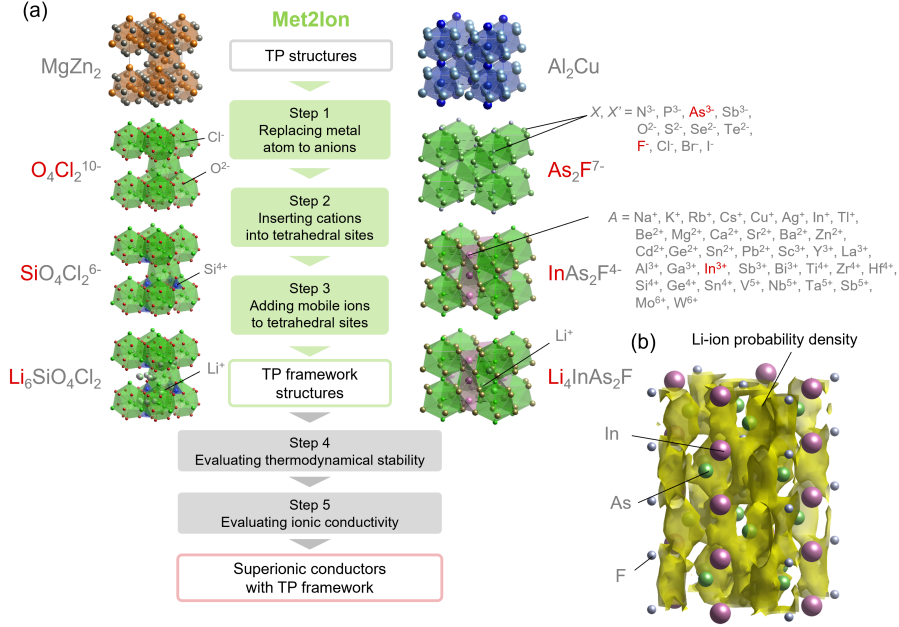 (a)
Met2Ion
MgZn₂
TP structures
Al₂Cu
Step 1
Replacing metal
atom to anions
Cl⁻
O²⁻
O₄Cl₂¹⁰⁻
As₂F⁷⁻
X, X' = N³⁻, P³⁻, As³⁻, Sb³⁻,
O²⁻, S²⁻, Se²⁻, Te²⁻,
F⁻, Cl⁻, Br⁻, I⁻
Step 2
Inserting cations
into tetrahedral sites
Si⁴⁺
SiO₄Cl₂⁶⁻
InAs₂F⁴⁻
A = Na⁺, K⁺, Rb⁺, Cs⁺, Cu⁺, Ag⁺, In⁺, Tl⁺,
Be²⁺, Mg²⁺, Ca²⁺, Sr²⁺, Ba²⁺, Zn²⁺,
Cd²⁺,Ge²⁺, Sn²⁺, Pb²⁺, Sc³⁺, Y³⁺, La³⁺,
Al³⁺, Ga³⁺, In³⁺, Sb³⁺, Bi³⁺, Ti⁴⁺, Zr⁴⁺, Hf⁴⁺,
Si⁴⁺, Ge⁴⁺, Sn⁴⁺, V⁵⁺, Nb⁵⁺, Ta⁵⁺, Sb⁵⁺,
Mo⁶⁺, W⁶⁺
Step 3
Adding mobile ions
to tetrahedral sites
Li⁺
Li₆SiO₄Cl₂
TP framework
structures
Li⁺
Li₄InAs₂F
Step 4
Evaluating thermodynamical stability
Step 5
Evaluating ionic conductivity
Superionic conductors
with TP framework
(b)
Li-ion probability density
In
As
F